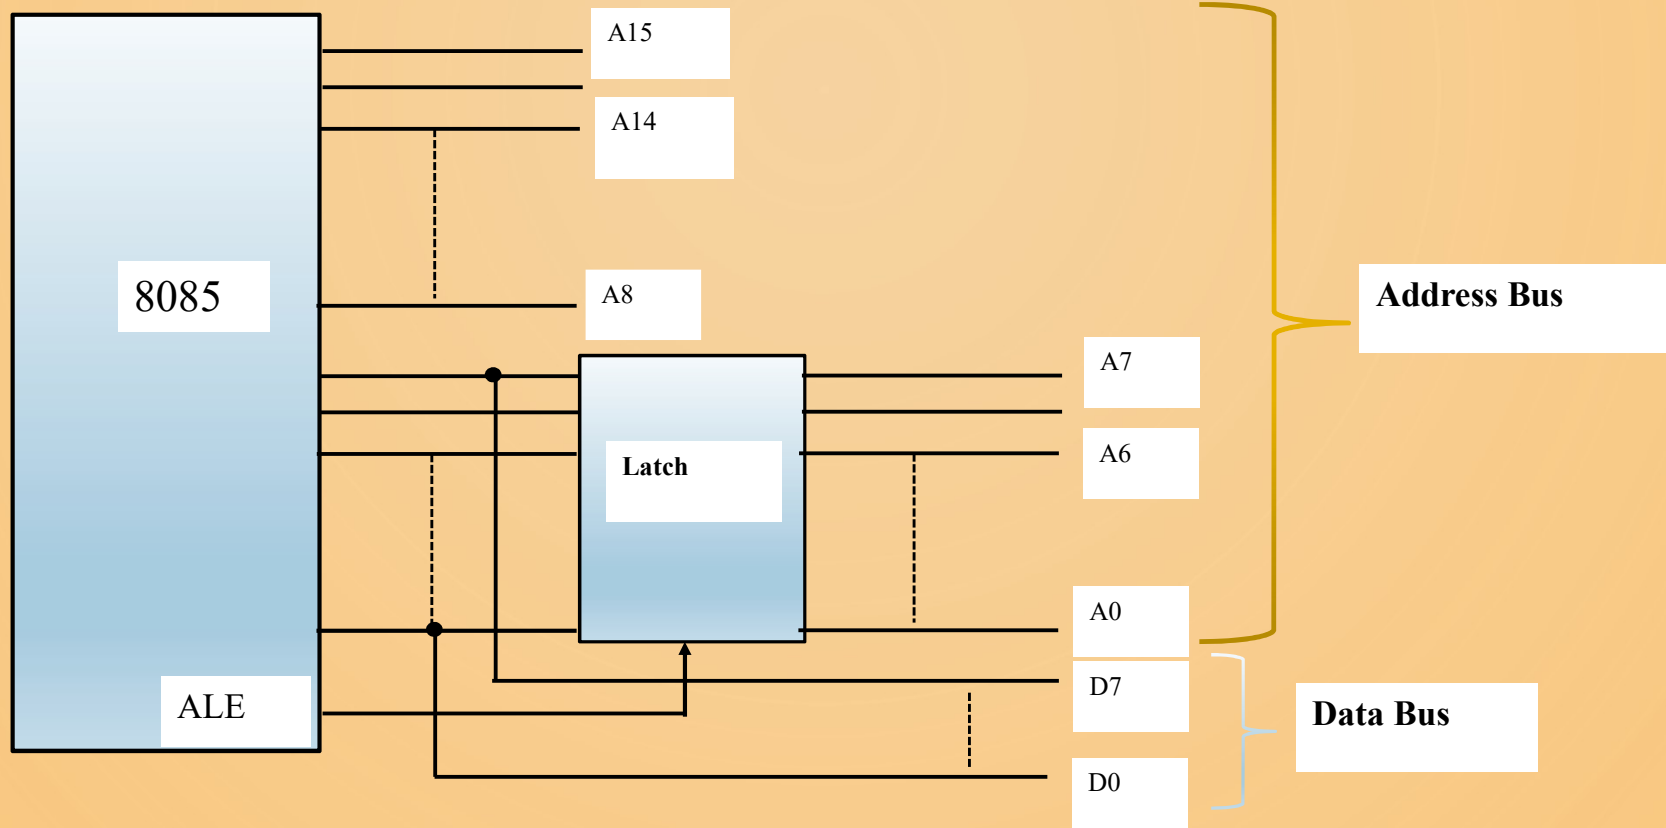 A15
A14
8085
A8
Address Bus
A7
A6
Latch
A0
D7
ALE
Data Bus
D0